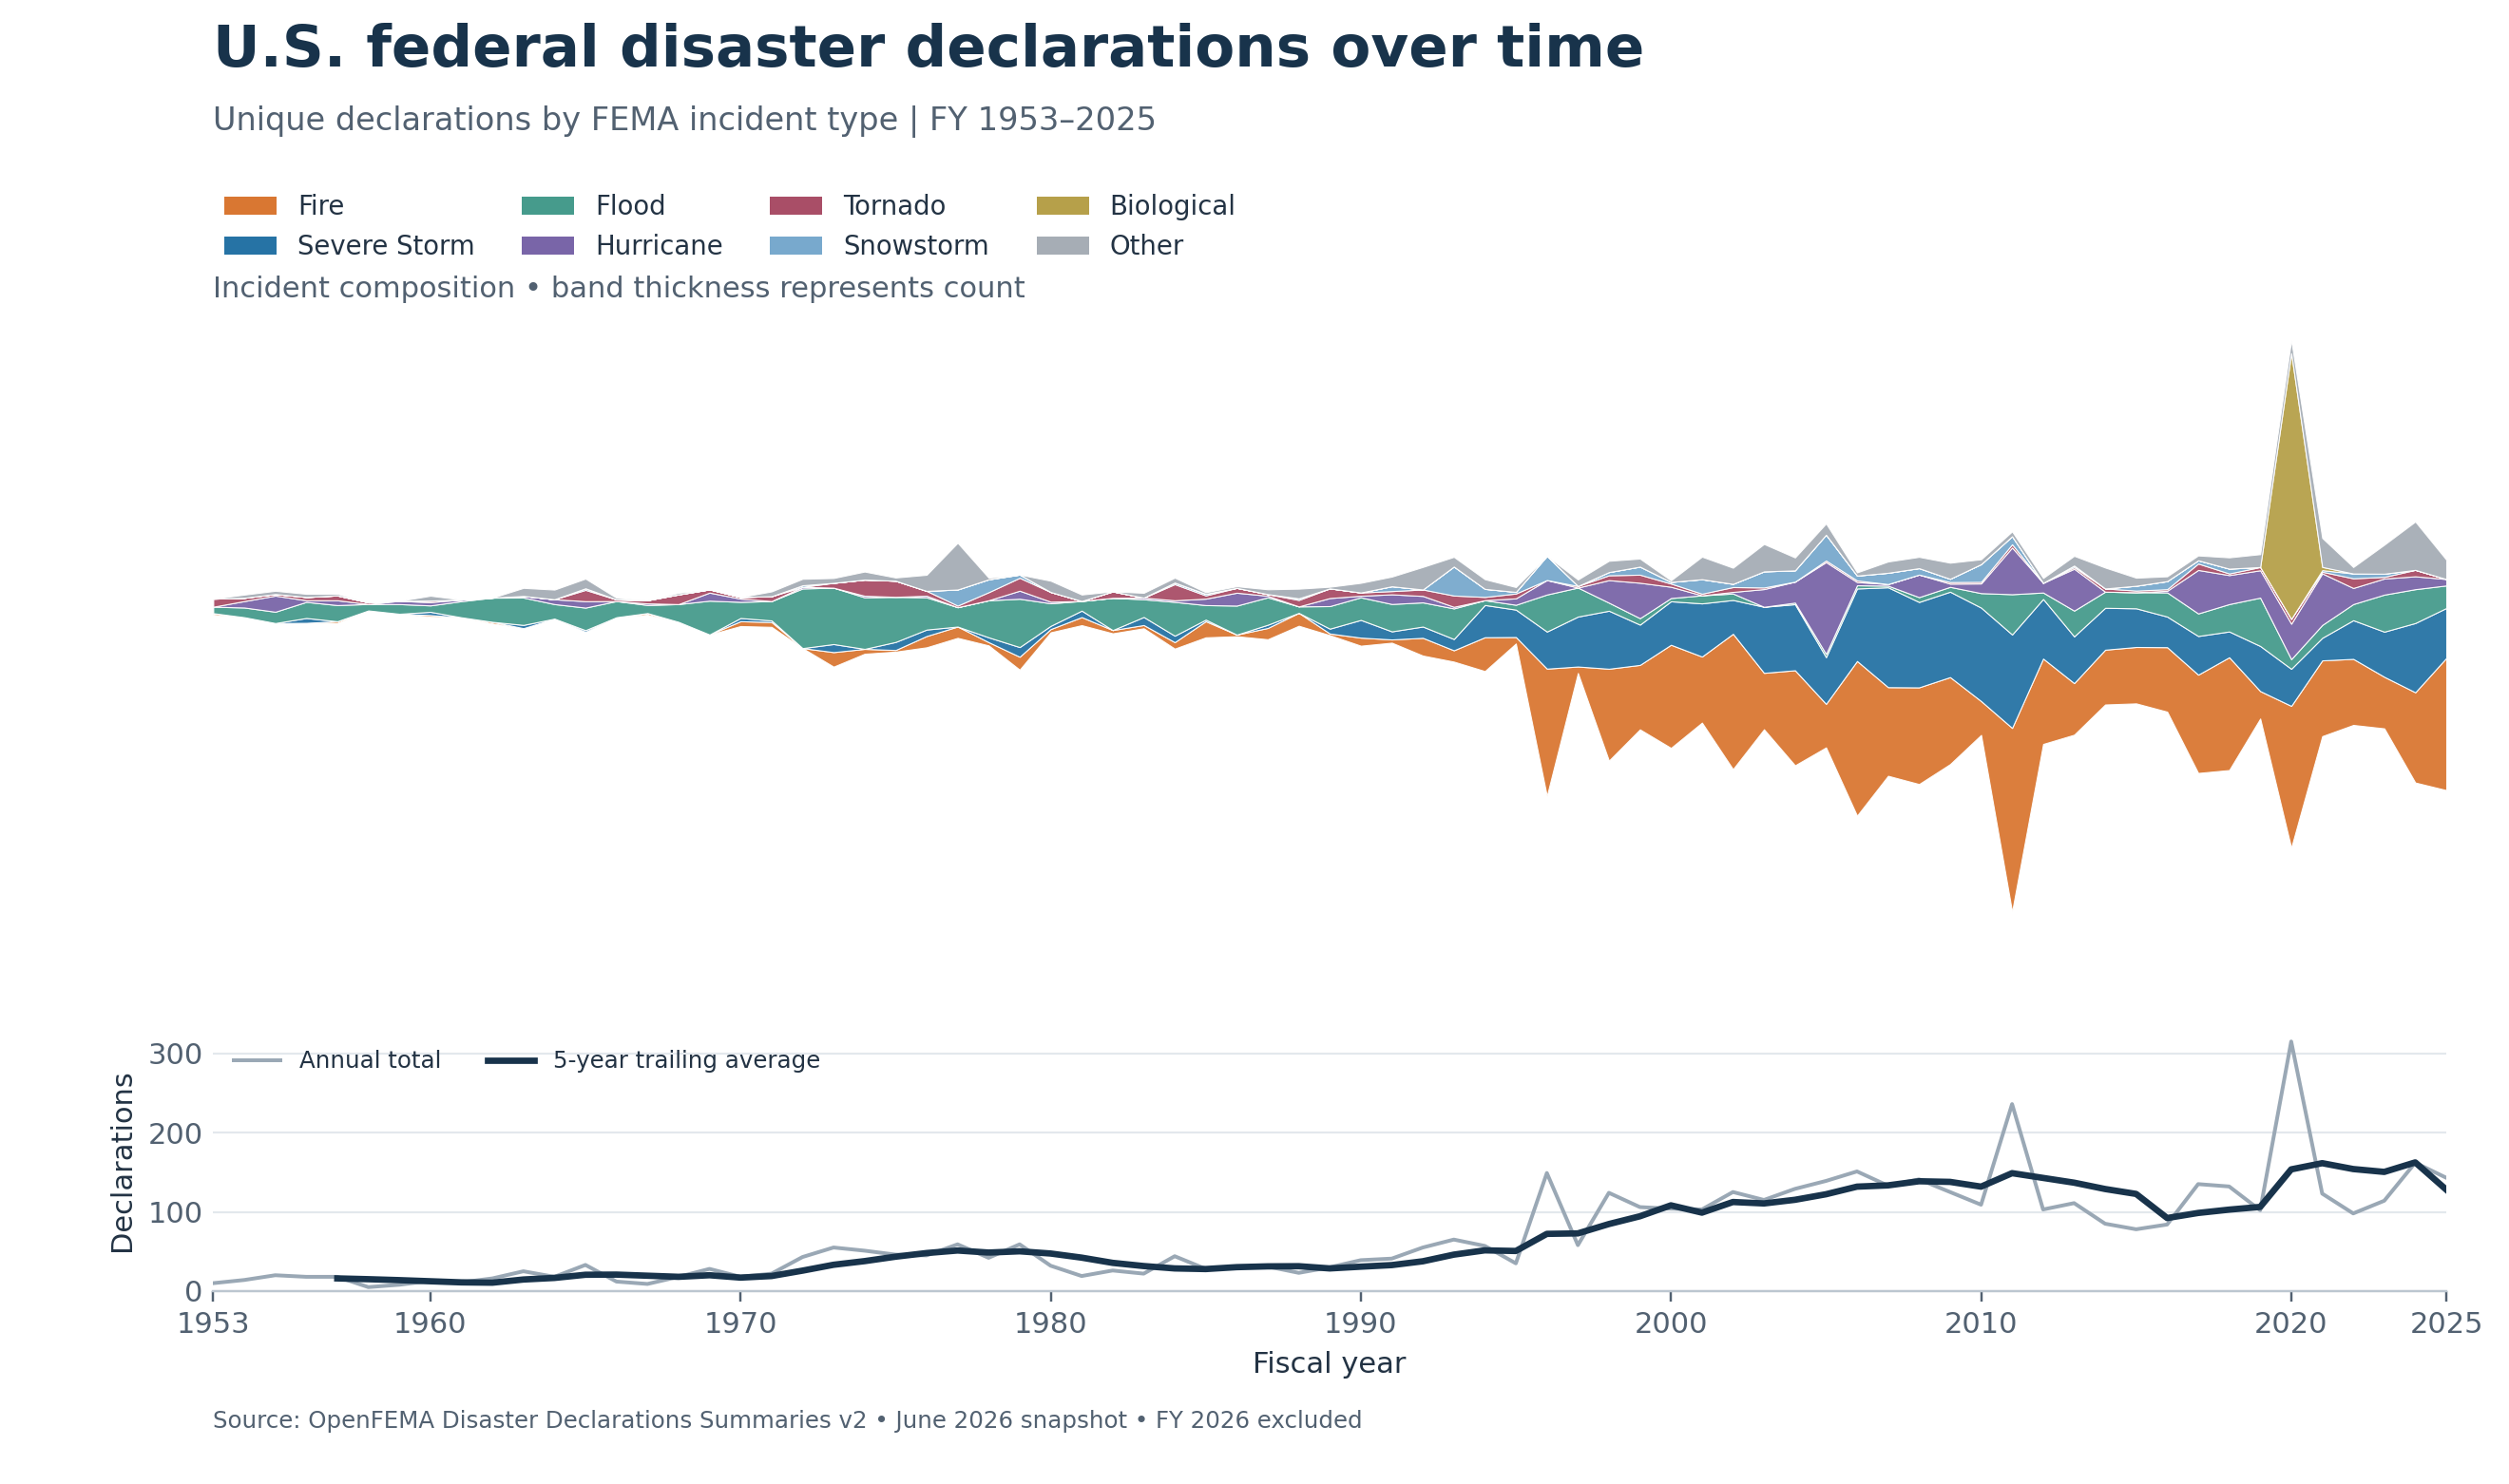 U.S. federal disaster declarations over time
Unique declarations by FEMA incident type | FY 1953–2025
Fire Flood Tornado Biological
Severe Storm Hurricane Snowstorm Other
Incident composition • band thickness represents count
Declarations
300
200
100
0
Annual total 5-year trailing average
1953 1960 1970 1980 1990 2000 2010 2020 2025
Fiscal year
Source: OpenFEMA Disaster Declarations Summaries v2 • June 2026 snapshot • FY 2026 excluded